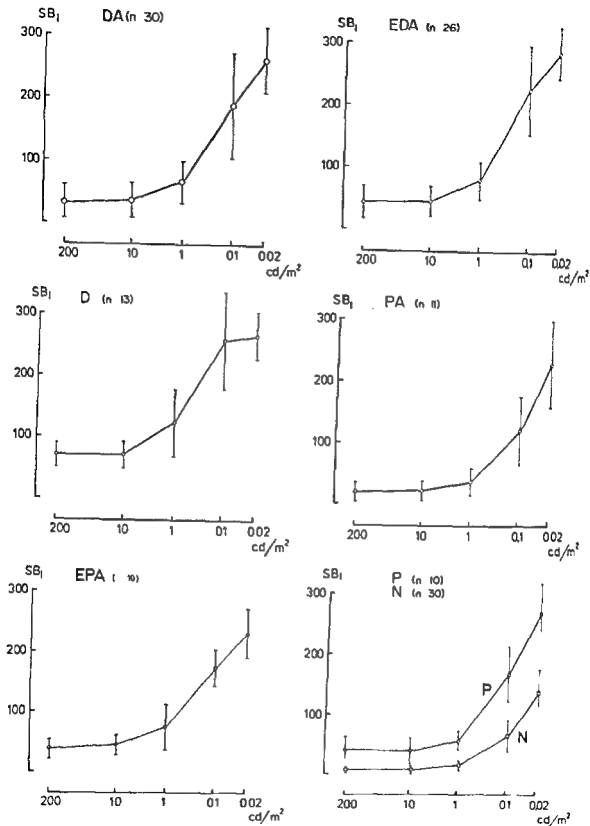 SB₁ DA (n 30)
300
200
100
200 10 1 01 002
cd/m²
SB₁ EDA (n 26)
300
200
100
200 10 1 0,1 0,02
cd/m²
SB₁ D (n 13)
300
200
100
200 10 1 01 002
cd/m²
SB₁ PA (n 11)
300
200
100
200 10 1 0,1 002
cd/m²
SB₁ EPA
300
200
100
200 10 1 01 002
cd/m²
SB₁ P (n 10)
N (n 30)
300
200
100
P
N
200 10 1 01 0,02
cd/m²